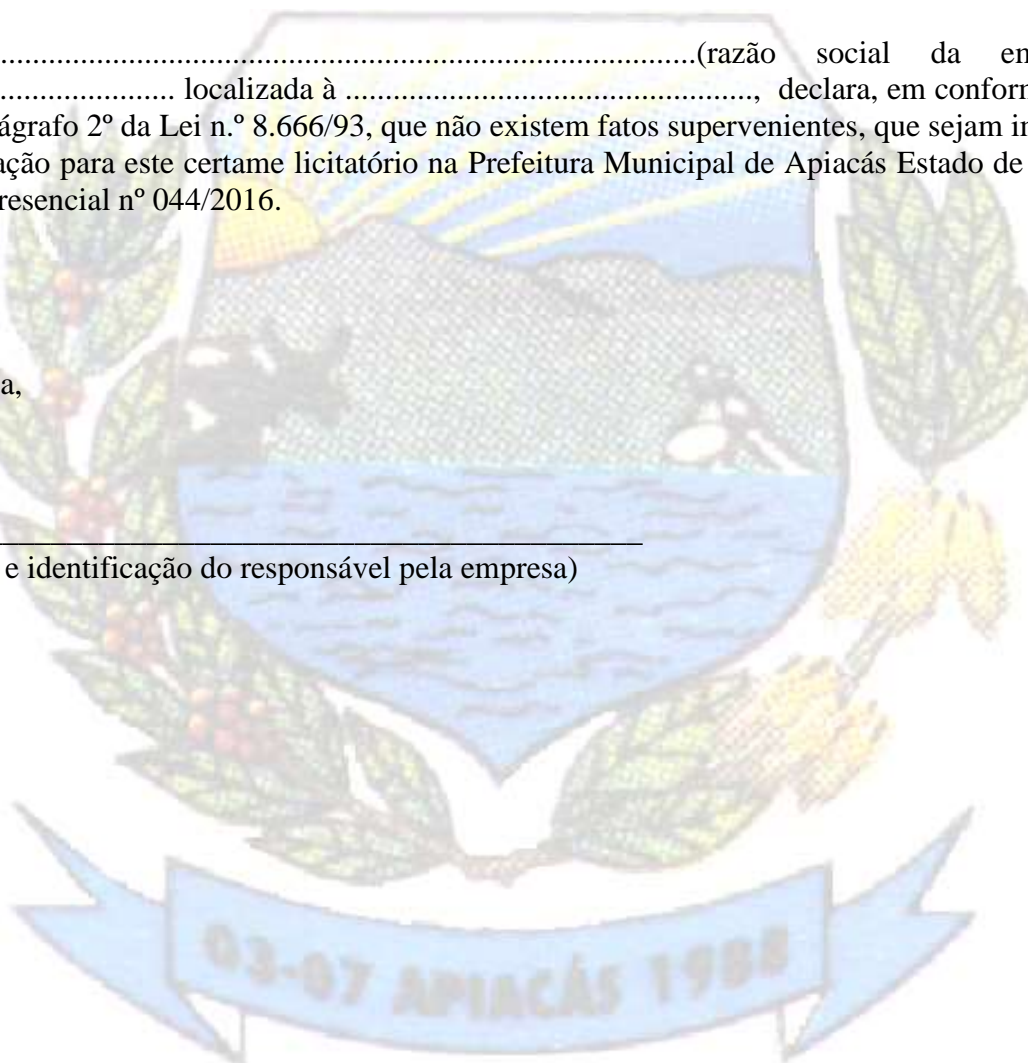 ..............................................................................................(razão social da en
...................... localizada à ...................................................., declara, em conforn
ágrafo 2º da Lei n.º 8.666/93, que não existem fatos supervenientes, que sejam in
ação para este certame licitatório na Prefeitura Municipal de Apiacás Estado de
resencial nº 044/2016.
a,
_____________________________________________
e identificação do responsável pela empresa)
03-07 APIACÁS 1988